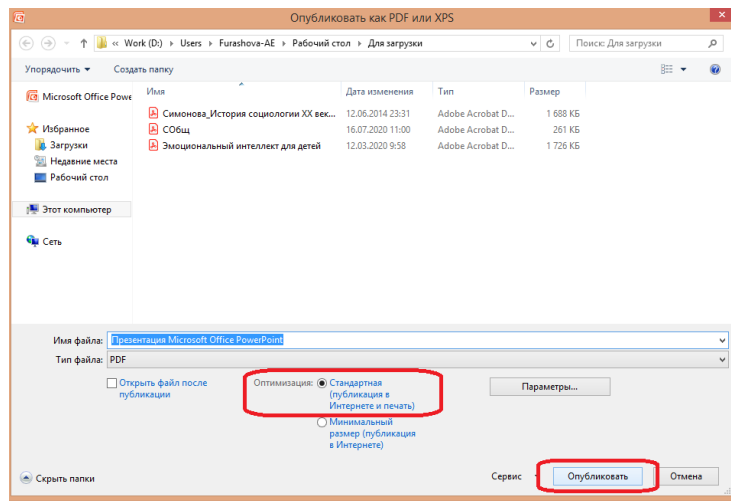 Опубликовать как PDF или XPS
« Work (D:) Users Furashova-AE Рабочий стол Для загрузки
Поиск: Для загрузки
Упорядочить Создать папку
Microsoft Office Powe
Избранное
Загрузки
Недавние места
Рабочий стол
Этот компьютер
Сеть
Имя Дата изменения Тип Размер
Симонова_История социологии XX век... 12.06.2014 23:31 Adobe Acrobat D... 1 688 КБ
СОбщ 16.07.2020 11:00 Adobe Acrobat D... 261 КБ
Эмоциональный интеллект для детей 12.03.2020 9:58 Adobe Acrobat D... 1 726 КБ
Имя файла: Презентация Microsoft Office PowerPoint
Тип файла: PDF
Открыть файл после
публикации
Оптимизация: Стандартная
(публикация в
Интернете и печать)
Минимальный
размер (публикация
в Интернете)
Параметры...
Скрыть папки
Сервис
Опубликовать
Отмена